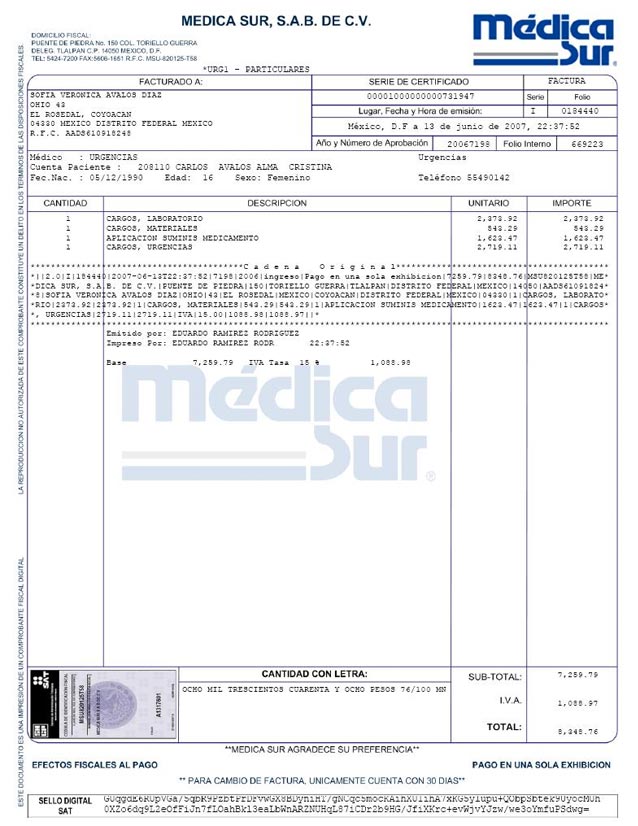 MEDICA SUR, S.A.B. DE C.V.
Médica Sur
DOMICILIO FISCAL:
PUENTE DE PIEDRA No. 150 COL. TORIELLO GUERRA
DELEG. TLALPAN C.P. 14050 MEXICO, D.F.
TEL: 5424-7200 FAX:5606-1651 R.F.C. MSU-820125-T58
*URG1 - PARTICULARES
FACTURADO A: SERIE DE CERTIFICADO FACTURA
SOFIA VERONICA AVALOS DIAZ 00001000000000731947 Serie Folio
OHIO 43 Lugar, Fecha y Hora de emisión: I 0184440
EL ROSEDAL, COYOACAN
04330 MEXICO DISTRITO FEDERAL MEXICO México, D.F a 13 de junio de 2007, 22:37:52
R.F.C. AADS610918248 Año y Número de Aprobación 20067198 Folio Interno 669223
Médico : URGENCIAS Urgencias
Cuenta Paciente : 208110 CARLOS AVALOS ALMA CRISTINA
Fec.Nac. : 05/12/1990 Edad: 16 Sexo: Femenino Teléfono 55490142
CANTIDAD DESCRIPCION UNITARIO IMPORTE
1 CARGOS, LABORATORIO 2,373.92 2,373.92
1 CARGOS, MATERIALES 543.29 543.29
1 APLICACION SUMINIS MEDICAMENTO 1,623.47 1,623.47
1 CARGOS, URGENCIAS 2,719.11 2,719.11
C a d e n a O r i g i n a l
*||2.0|I|184440|2007-06-13T22:37:52|7198|2006|ingreso|Pago en una sola exhibicion|7259.79|8348.76|MSU820125T58|ME*
*DICA SUR, S.A.B. DE C.V.|PUENTE DE PIEDRA|150|TORIELLO GUERRA|TLALPAN|DISTRITO FEDERAL|MEXICO|14050|AADS61091824*
*8|SOFIA VERONICA AVALOS DIAZ|OHIO|43|EL ROSEDAL|MEXICO|COYOACAN|DISTRITO FEDERAL|MEXICO|04330|1|CARGOS, LABORATO*
*RIO|2373.92|2373.92|1|CARGOS, MATERIALES|543.29|543.29|1|APLICACION SUMINIS MEDICAMENTO|1623.47|1623.47|1|CARGOS*
*, URGENCIAS|2719.11|2719.11|IVA|15.00|1088.98|1088.97||*
Emitido por: EDUARDO RAMIREZ RODRIGUEZ
Impreso Por: EDUARDO RAMIREZ RODR 22:37:52
Base 7,259.79 IVA Tasa 15 % 1,088.98
médica Sur ®
LA REPRODUCCION NO AUTORIZADA DE ESTE COMPROBANTE CONSTITUYE UN DELITO EN LOS TERMINOS DE LAS DISPOSICIONES FISCALES.
ESTE DOCUMENTO ES UNA IMPRESIÓN DE UN COMPROBANTE FISCAL DIGITAL
SAT
MSU820125T58
A1317601
CANTIDAD CON LETRA: SUB-TOTAL: 7,259.79
OCHO MIL TRESCIENTOS CUARENTA Y OCHO PESOS 76/100 MN
I.V.A. 1,088.97
TOTAL: 8,348.76
**MEDICA SUR AGRADECE SU PREFERENCIA**
EFECTOS FISCALES AL PAGO PAGO EN UNA SOLA EXHIBICION
** PARA CAMBIO DE FACTURA, UNICAMENTE CUENTA CON 30 DIAS**
SELLO DIGITAL
SAT